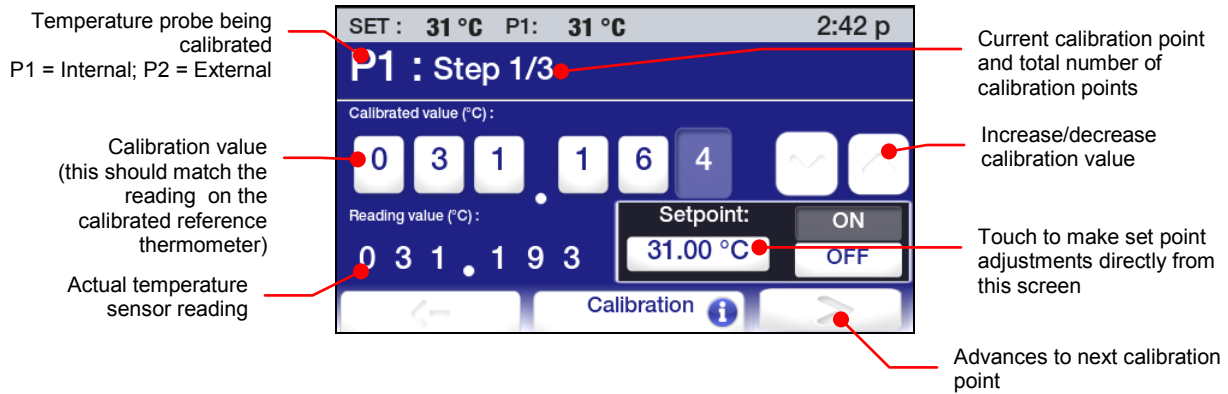 Temperature probe being
calibrated
P1 = Internal; P2 = External
Calibration value
(this should match the
reading on the
calibrated reference
thermometer)
Actual temperature
sensor reading
SET : 31 °C P1: 31 °C 2:42 p
P1 : Step 1/3
Calibrated value (°C) :
0 3 1 . 1 6 4
Reading value (°C) :
0 3 1 . 1 9 3
Setpoint:
31.00 °C
ON
OFF
Calibration i
Current calibration point
and total number of
calibration points
Increase/decrease
calibration value
Touch to make set point
adjustments directly from
this screen
Advances to next calibration
point